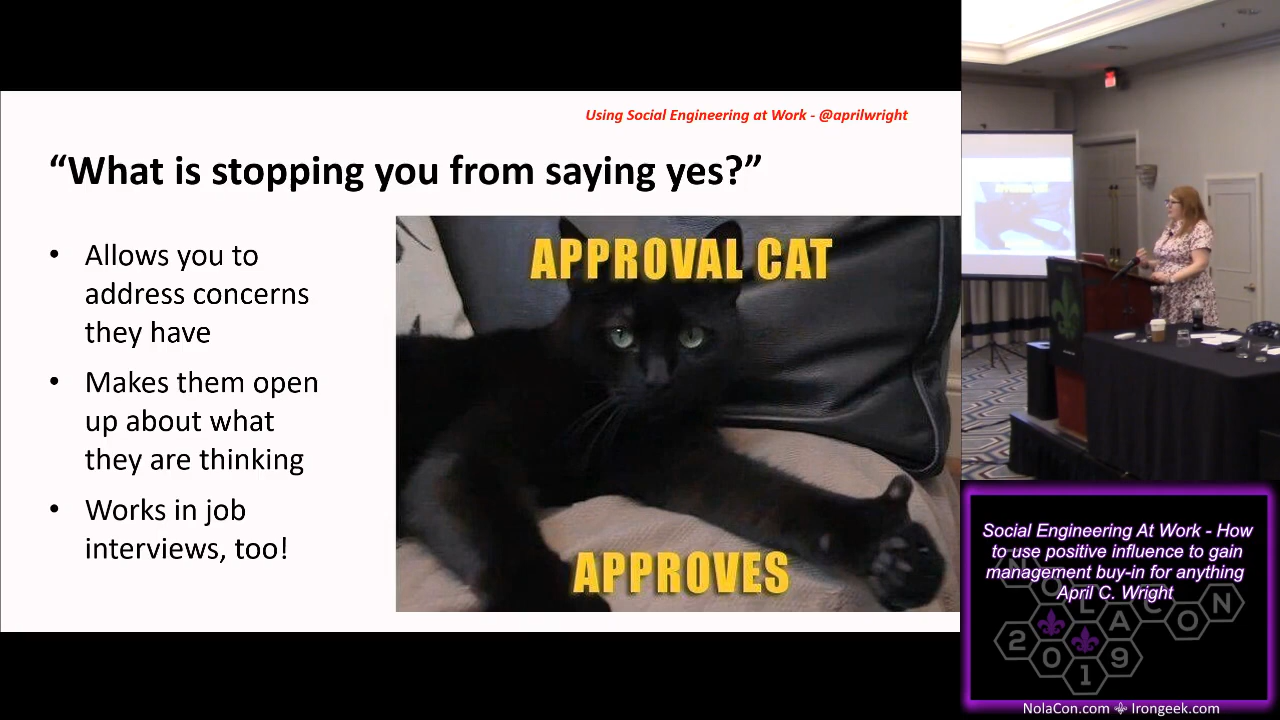 Using Social Engineering at Work - @aprilwright
“What is stopping you from saying yes?”
• Allows you to
address concerns
they have
• Makes them open
up about what
they are thinking
• Works in job
interviews, too!
APPROVAL CAT
APPROVES
Social Engineering At Work - How
to use positive influence to gain
management buy-in for anything
April C. Wright
NOLACON
2019
NolaCon.com ⚜ Irongeek.com